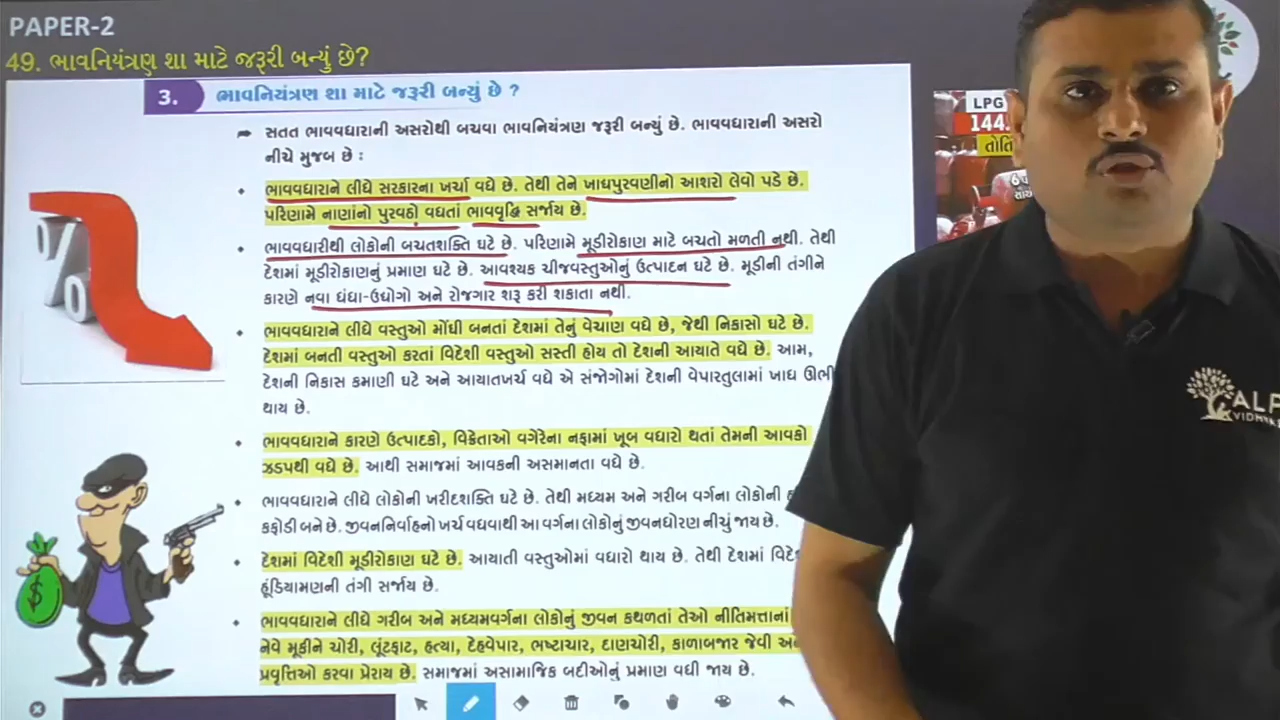 PAPER-2
49. ભાવનિયંત્રણ શા માટે જરૂરી બન્યું છે?
3. ભાવનિયંત્રણ શા માટે જરૂરી બન્યું છે ?
સતત ભાવવધારાની અસરોથી બચવા ભાવનિયંત્રણ જરૂરી બન્યું છે. ભાવવધારાની અસરો
નીચે મુજબ છે :
ભાવવધારાને લીધે સરકારના ખર્ચા વધે છે. તેથી તેને ખાધપુરવણીનો આશરો લેવો પડે છે.
પરિણામે નાણાંનો પુરવઠો વધતાં ભાવવૃદ્ધિ સર્જાય છે.
ભાવવધારીથી લોકોની બચતશક્તિ ઘટે છે. પરિણામે મૂડીરોકાણ માટે બચતો મળતી નથી. તેથી
દેશમાં મૂડીરોકાણનું પ્રમાણ ઘટે છે. આવશ્યક ચીજવસ્તુઓનું ઉત્પાદન ઘટે છે. મૂડીની તંગીને
કારણે નવા ધંધા-ઉદ્યોગો અને રોજગાર શરૂ કરી શકાતા નથી.
ભાવવધારાને લીધે વસ્તુઓ મોંઘી બનતાં દેશમાં તેનું વેચાણ વધે છે, જેથી નિકાસો ઘટે છે.
દેશમાં બનતી વસ્તુઓ કરતાં વિદેશી વસ્તુઓ સસ્તી હોય તો દેશની આયાતે વધે છે. આમ,
દેશની નિકાસ કમાણી ઘટે અને આયાતખર્ચ વધે એ સંજોગોમાં દેશની વેપારતુલામાં ખાધ ઊભી
થાય છે.
ભાવવધારાને કારણે ઉત્પાદકો, વિક્રેતાઓ વગેરેના નફામાં ખૂબ વધારો થતાં તેમની આવકો
ઝડપથી વધે છે. આથી સમાજમાં આવકની અસમાનતા વધે છે.
ભાવવધારાને લીધે લોકોની ખરીદશક્તિ ઘટે છે. તેથી મધ્યમ અને ગરીબ વર્ગના લોકોની
કફોડી બને છે. જીવનનિર્વાહનો ખર્ચ વધવાથી આ વર્ગના લોકોનું જીવનધોરણ નીચું જાય છે.
દેશમાં વિદેશી મૂડીરોકાણ ઘટે છે. આયાતી વસ્તુઓમાં વધારો થાય છે. તેથી દેશમાં
હૂંડિયામણની તંગી સર્જાય છે.
ભાવવધારાને લીધે ગરીબ અને મધ્યમવર્ગના લોકોનું જીવન કથળતાં તેઓ નીતિમત્તાનાં
નેવે મૂકીને ચોરી, લૂંટફાટ, હત્યા, દેહવેપાર, ભષ્ટાચાર, દાણચોરી, કાળાબજાર જેવી
પ્રવૃત્તિઓ કરવા પ્રેરાય છે. સમાજમાં અસામાજિક બદીઓનું પ્રમાણ વધી જાય છે.
%
$
LPG
144.